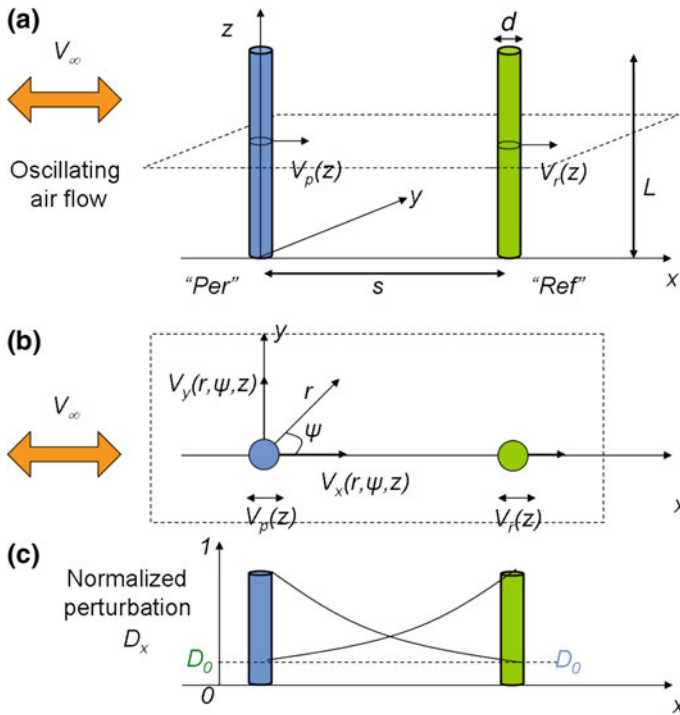 (a)
z
d
V∞
Oscillating
air flow
Vp(z)
Vr(z)
y
L
"Per"
s
"Ref"
x
(b)
y
Vy(r,ψ,z)
r
V∞
ψ
Vx(r,ψ,z)
x
Vp(z)
Vr(z)
(c)
1
Normalized
perturbation
Dx
D0
D0
0
x